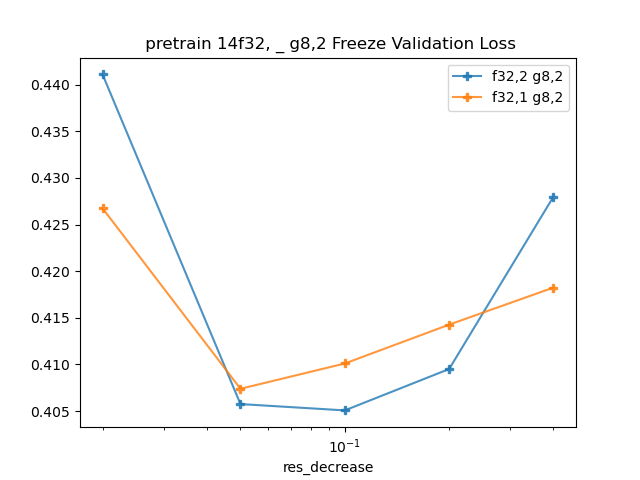 pretrain 14f32, _ g8,2 Freeze Validation Loss
f32,2 g8,2
f32,1 g8,2
0.440
0.435
0.430
0.425
0.420
0.415
0.410
0.405
10⁻¹
res_decrease